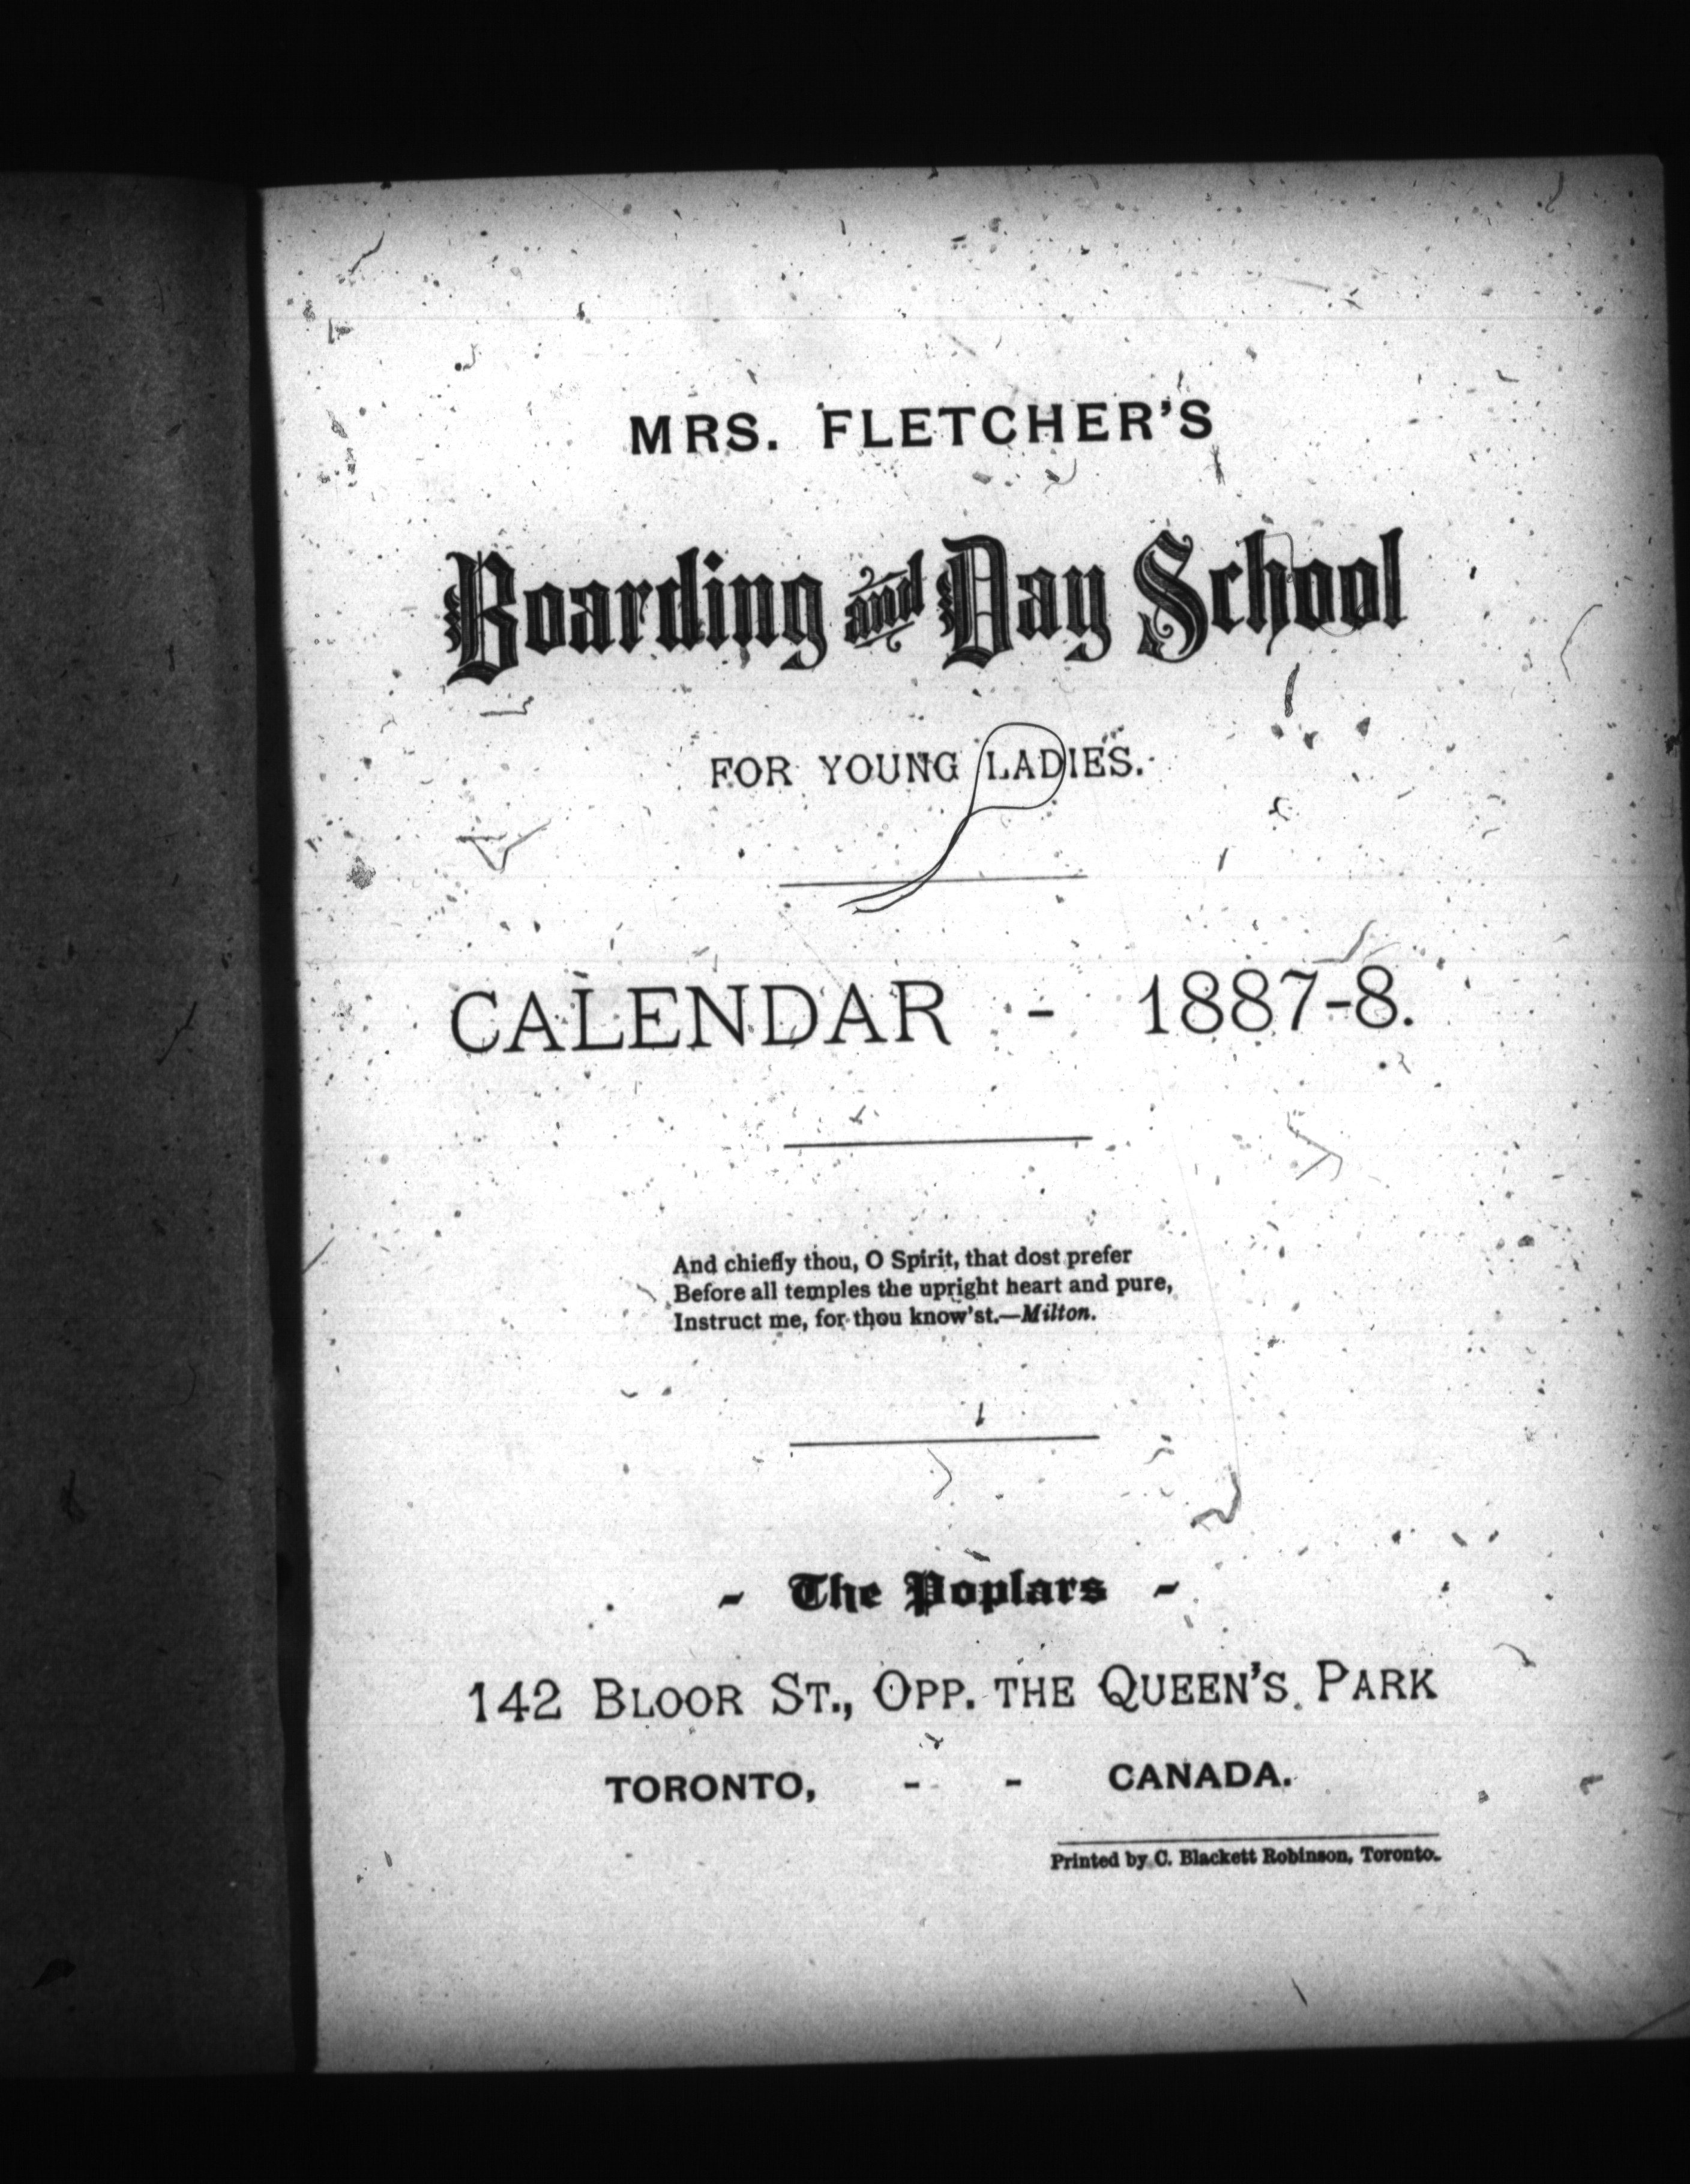 MRS. FLETCHER'S
Boarding and Day School
FOR YOUNG LADIES.
CALENDAR - 1887-8.
And chiefly thou, O Spirit, that dost prefer
Before all temples the upright heart and pure,
Instruct me, for thou know'st.—Milton.
- The Poplars -
142 BLOOR ST., OPP. THE QUEEN'S PARK
TORONTO, - - CANADA.
Printed by C. Blackett Robinson, Toronto.